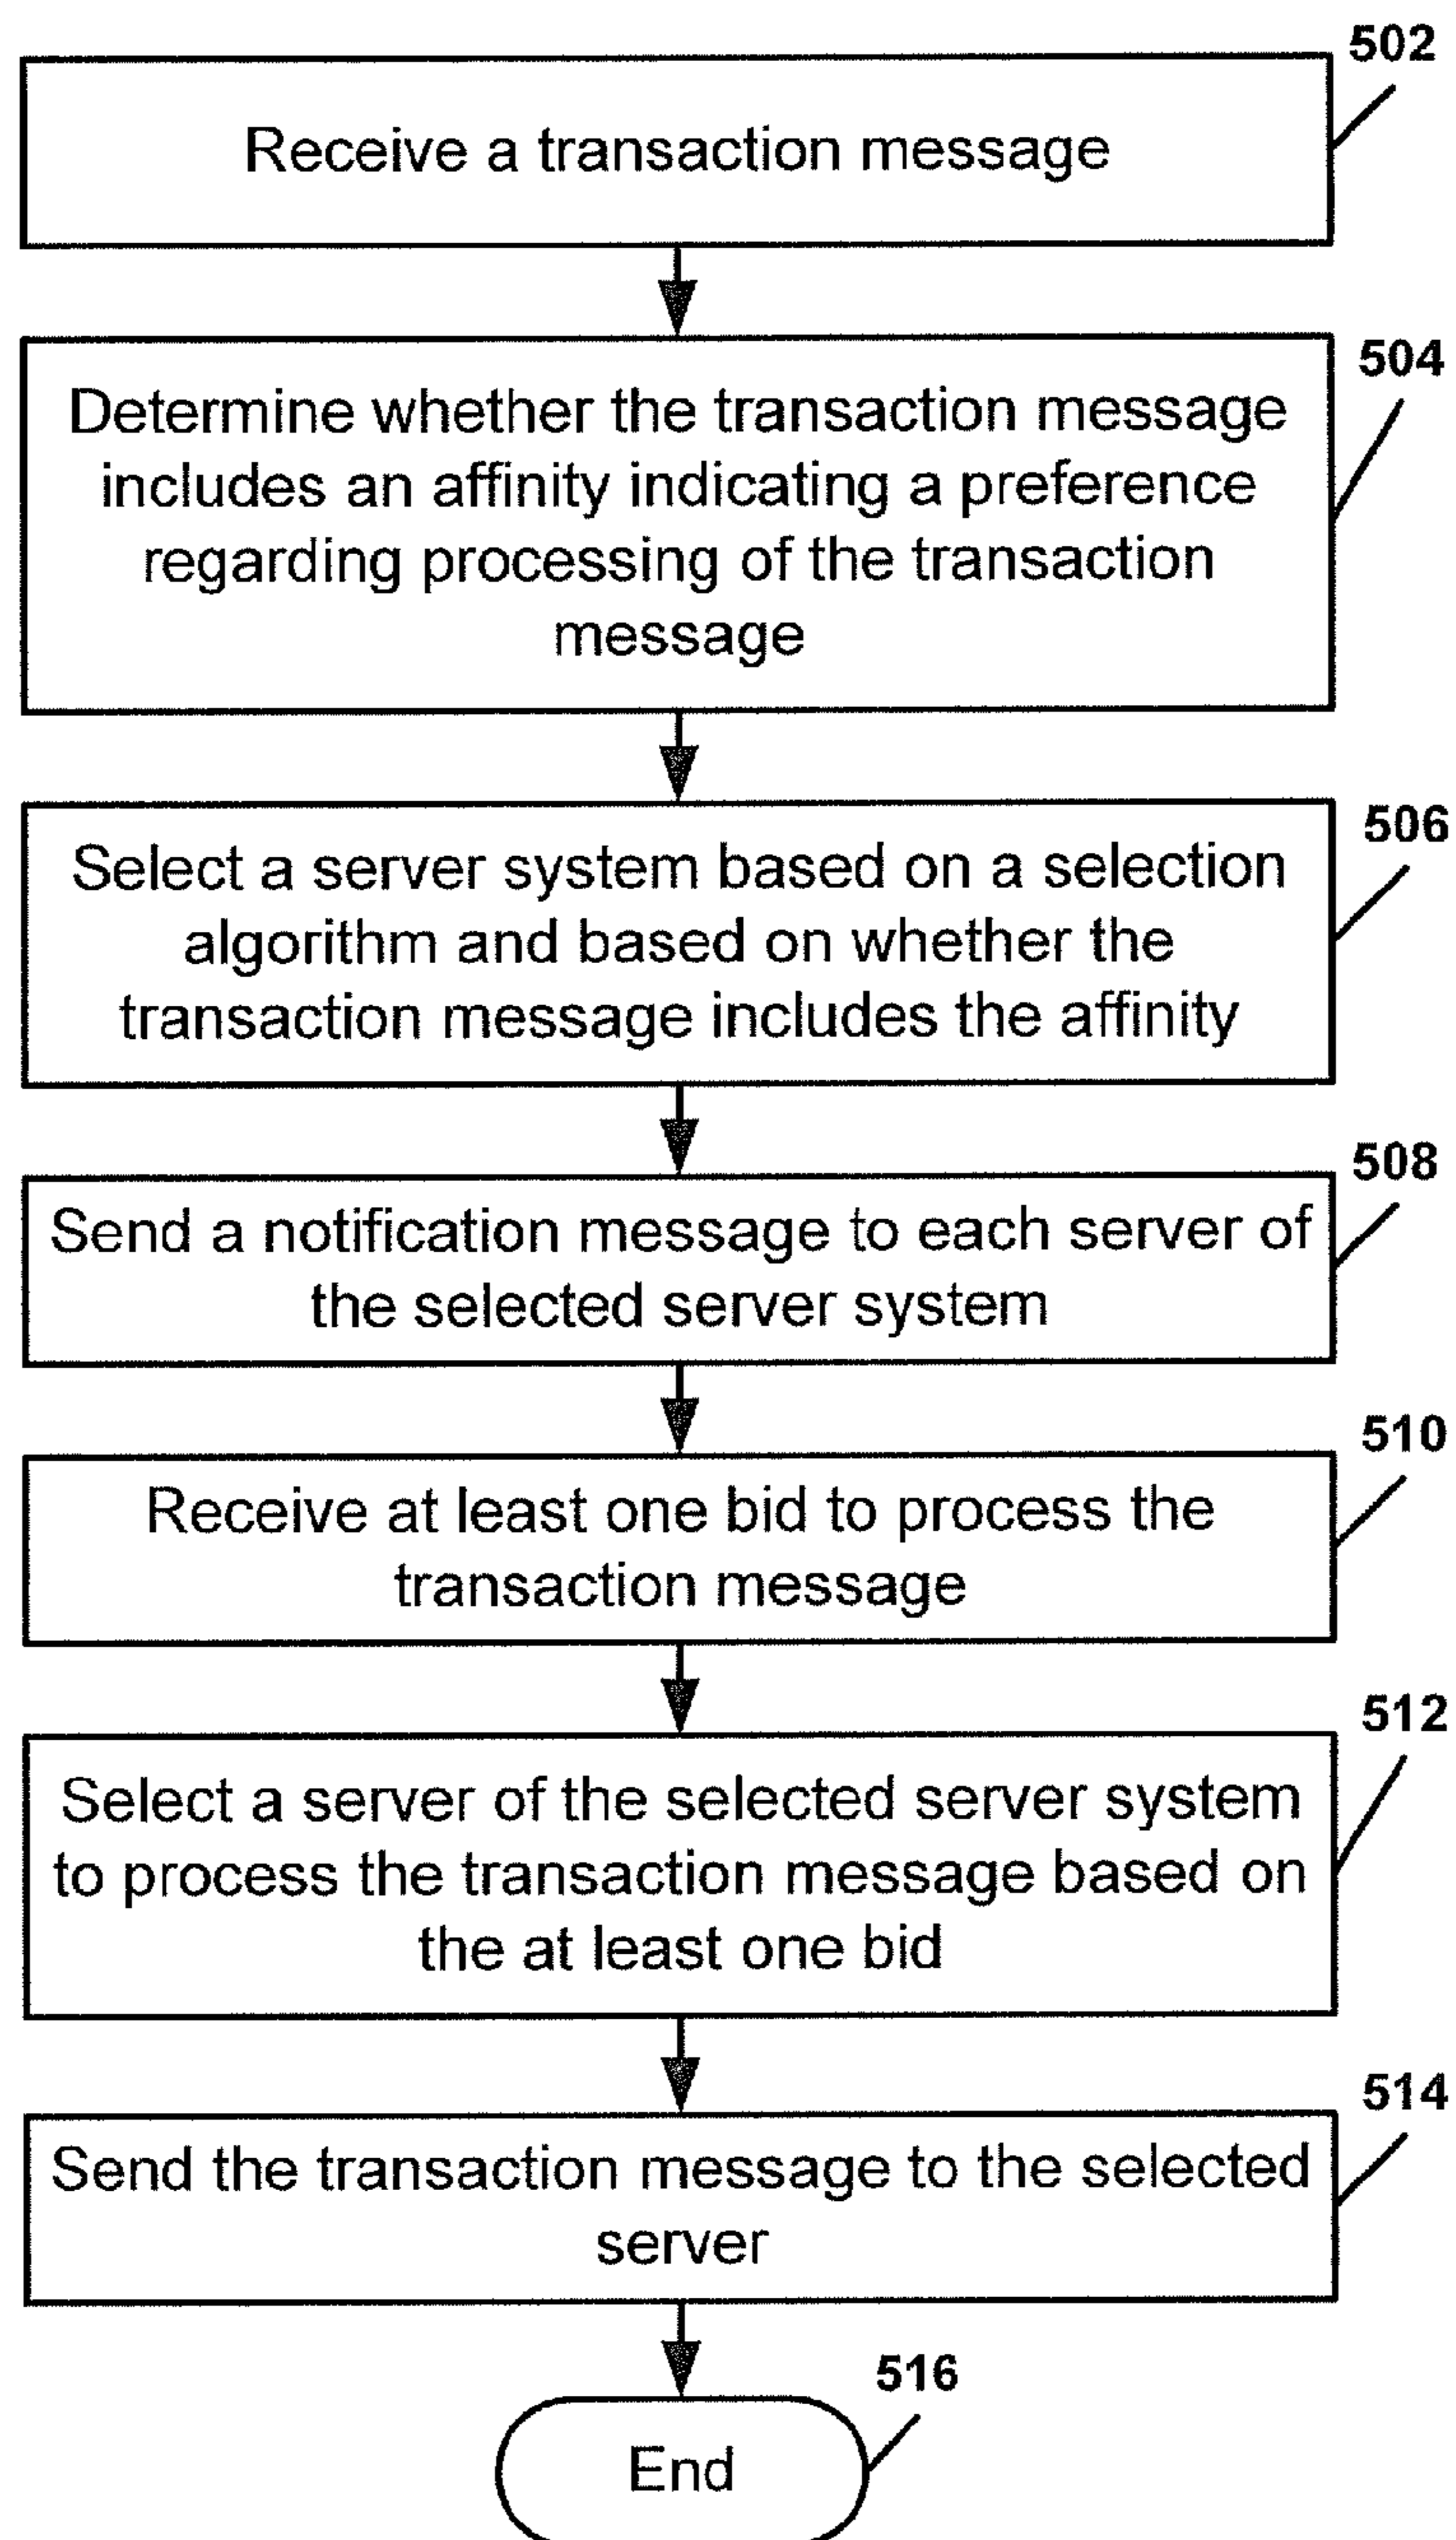 502
Receive a transaction message
504
Determine whether the transaction message
includes an affinity indicating a preference
regarding processing of the transaction
message
506
Select a server system based on a selection
algorithm and based on whether the
transaction message includes the affinity
508
Send a notification message to each server of
the selected server system
510
Receive at least one bid to process the
transaction message
512
Select a server of the selected server system
to process the transaction message based on
the at least one bid
514
Send the transaction message to the selected
server
516
End